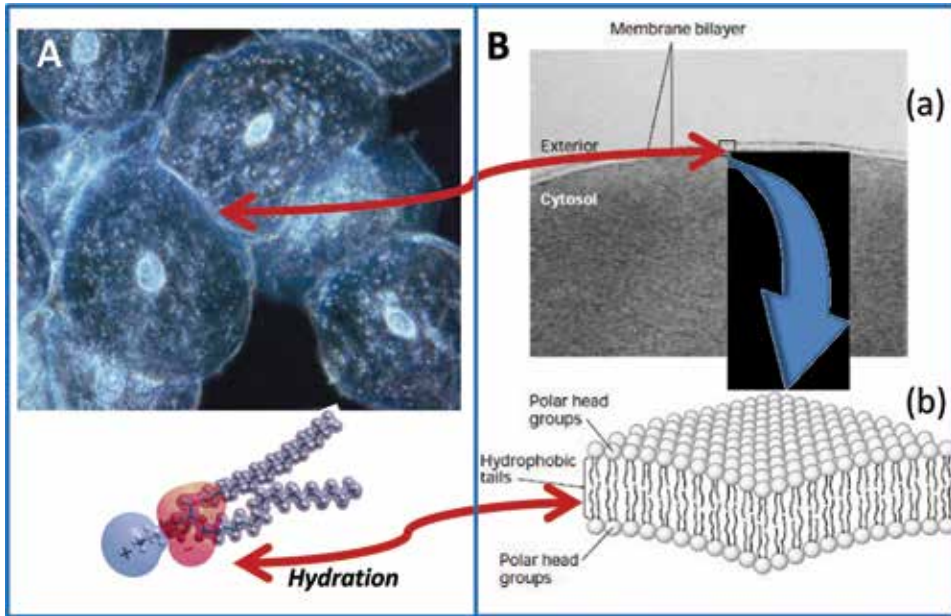 A
+
-
Hydration
B
Membrane bilayer
(a)
Exterior
Cytosol
(b)
Polar head
groups
Hydrophobic
tails
Polar head
groups